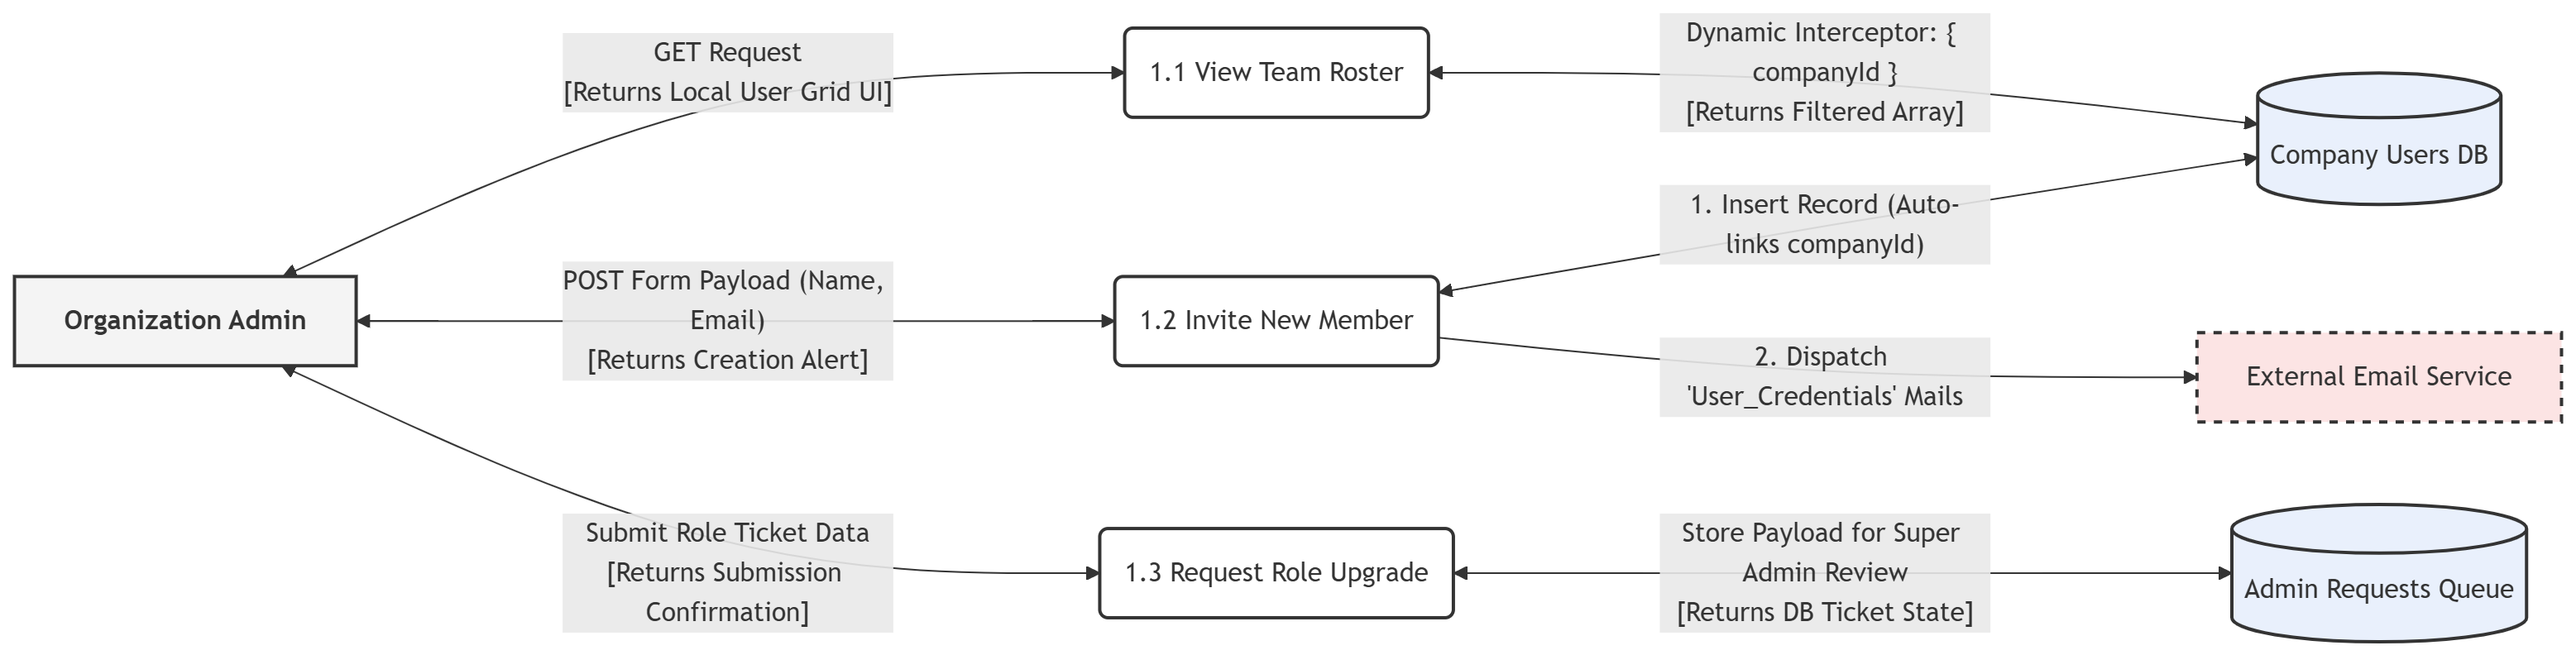 GET Request
[Returns Local User Grid UI]
1.1 View Team Roster
Dynamic Interceptor: {
companyId }
[Returns Filtered Array]
Company Users DB
1. Insert Record (Auto-
links companyId)
Organization Admin
POST Form Payload (Name,
Email)
[Returns Creation Alert]
1.2 Invite New Member
2. Dispatch
'User_Credentials' Mails
External Email Service
Submit Role Ticket Data
[Returns Submission
Confirmation]
1.3 Request Role Upgrade
Store Payload for Super
Admin Review
[Returns DB Ticket State]
Admin Requests Queue